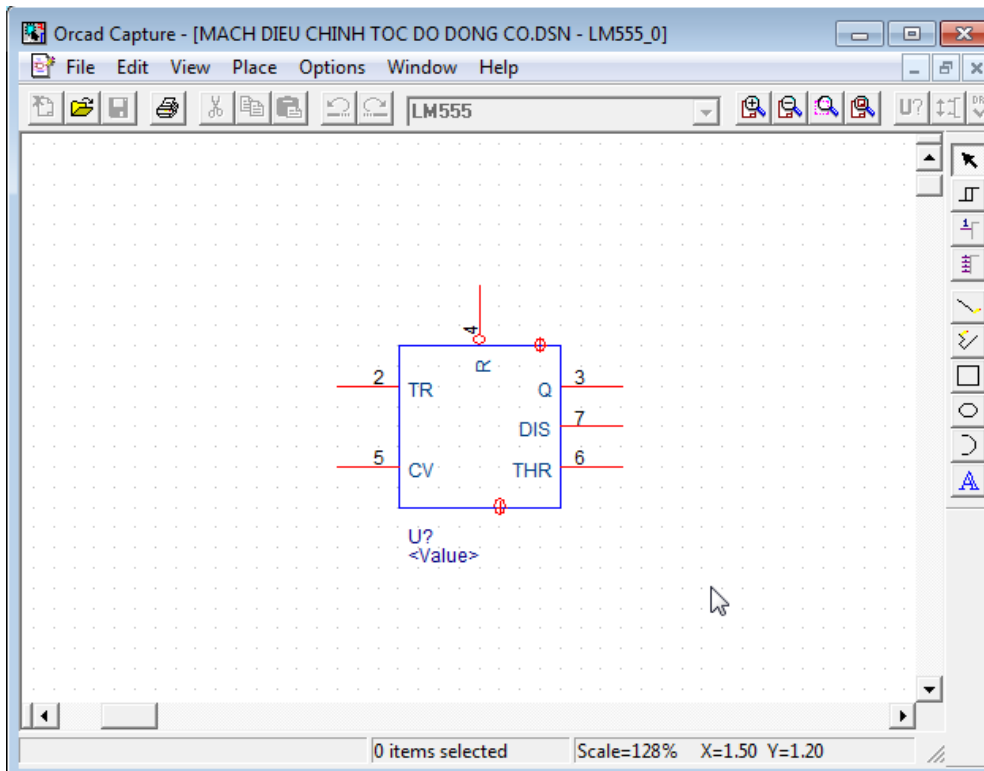 Orcad Capture - [MACH DIEU CHINH TOC DO DONG CO.DSN - LM555_0]
File Edit View Place Options Window Help
LM555
U?
DR
1
4
R
2 TR Q 3
DIS 7
5 CV THR 6
U?
<Value>
A
0 items selected Scale=128% X=1.50 Y=1.20